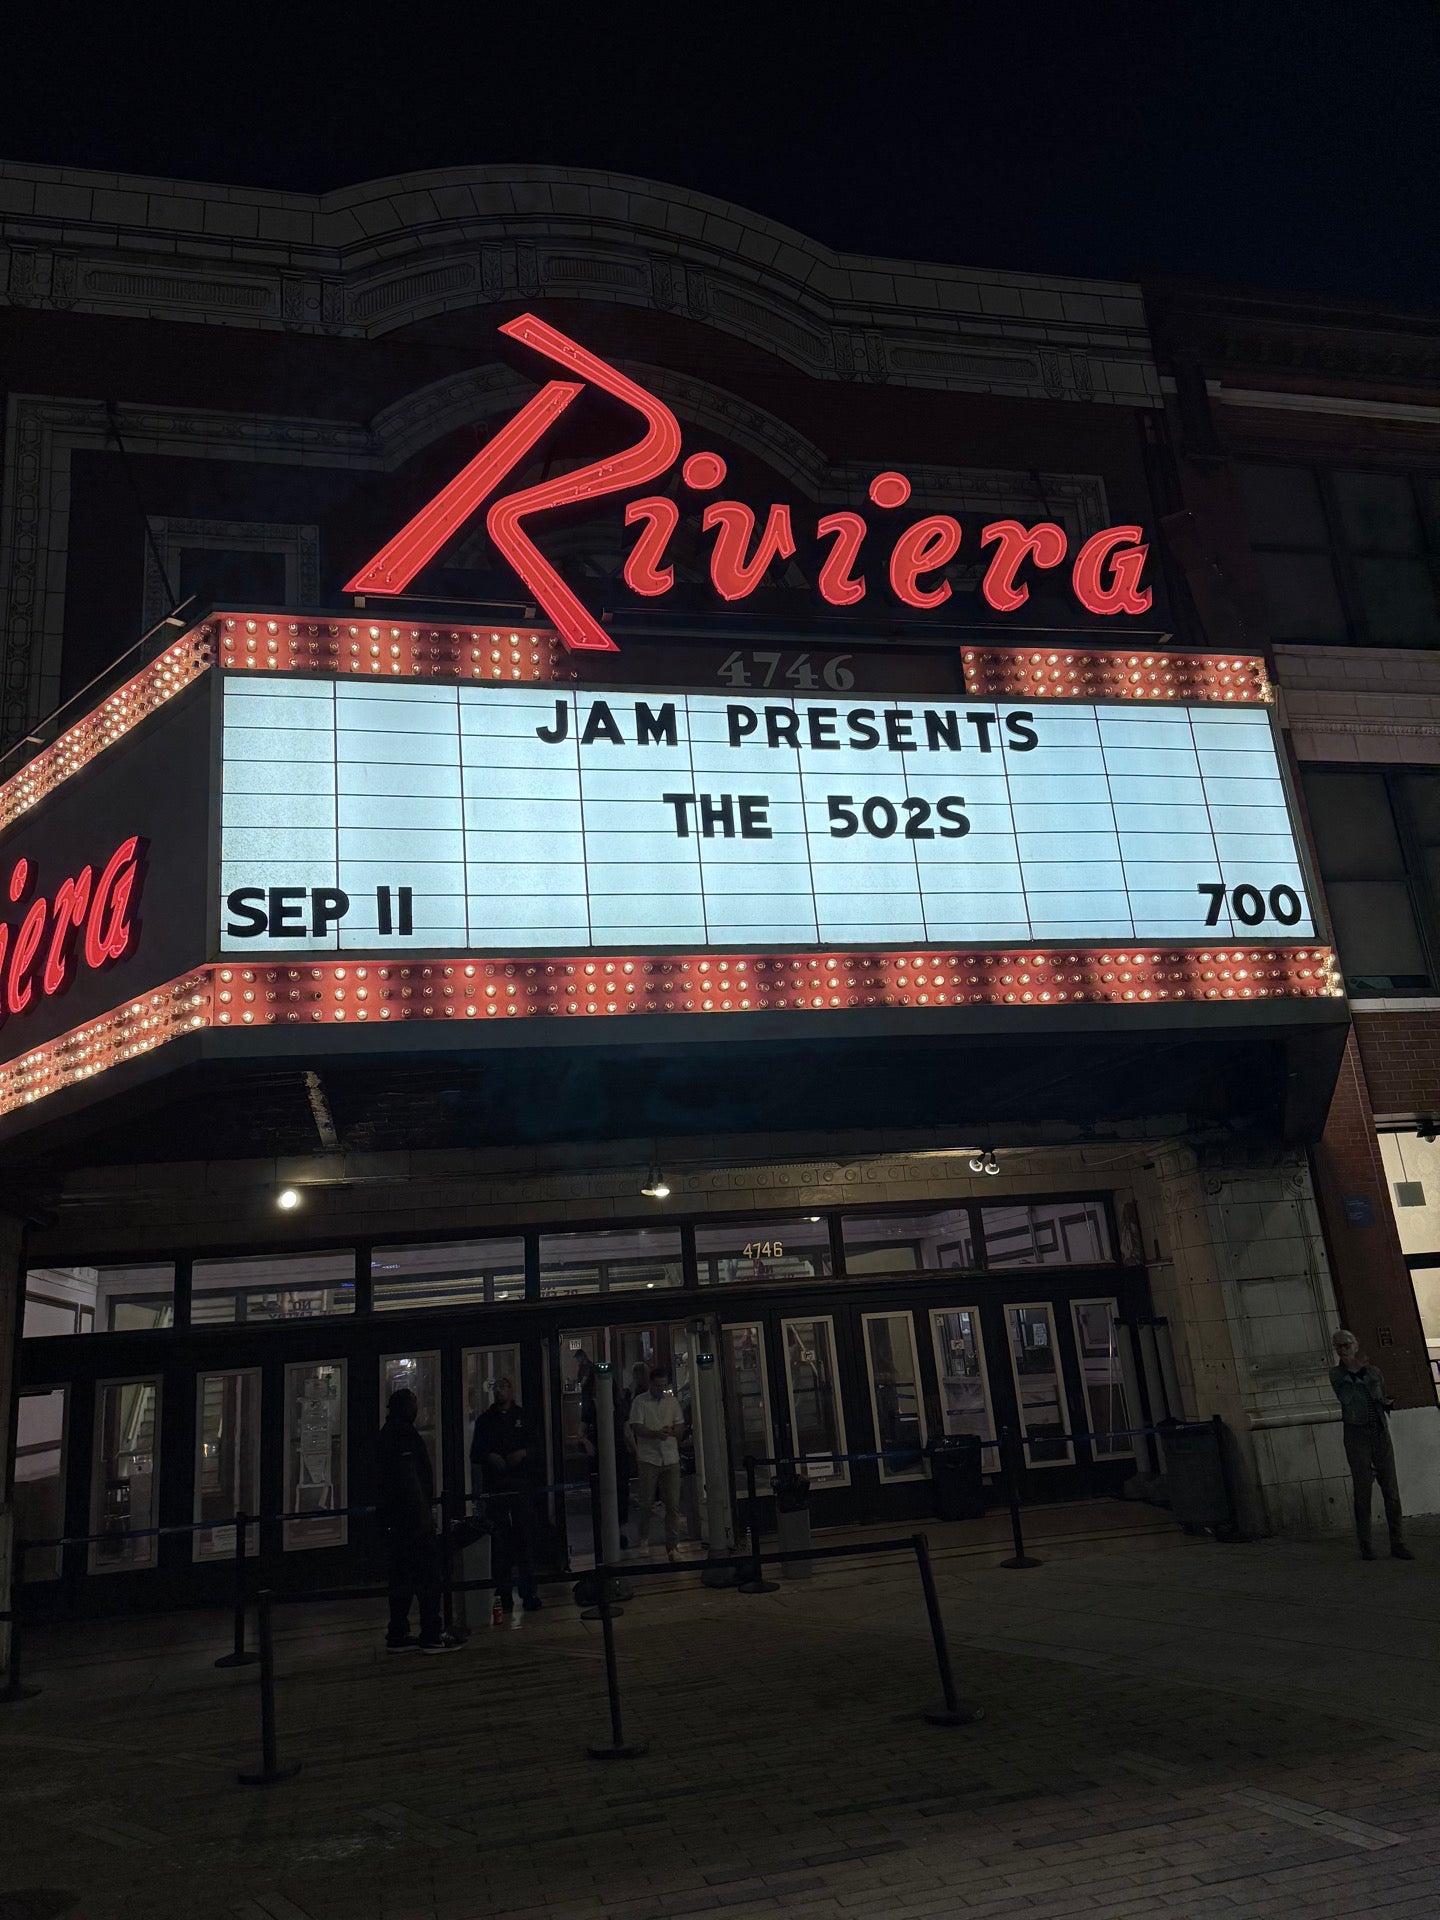 Riviera
4746
JAM PRESENTS
THE 502S
SEP 11 700
iera
4746